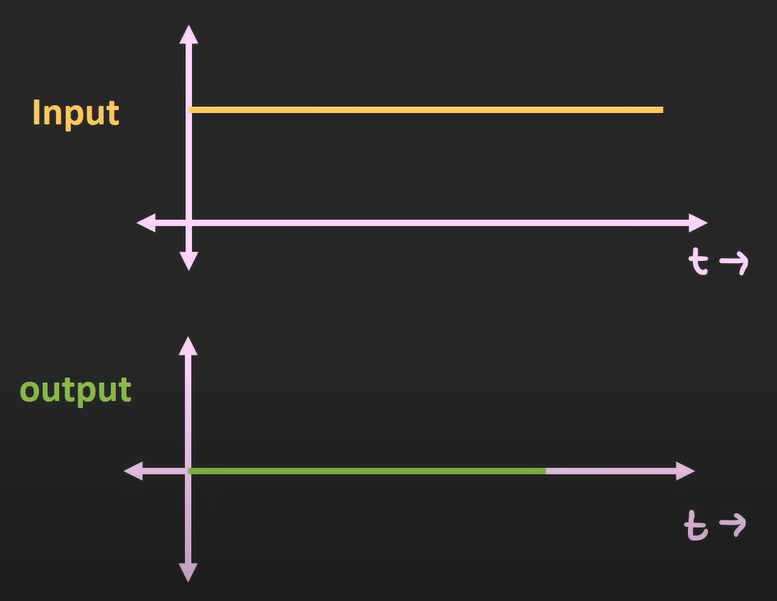 Input
t →
output
t →